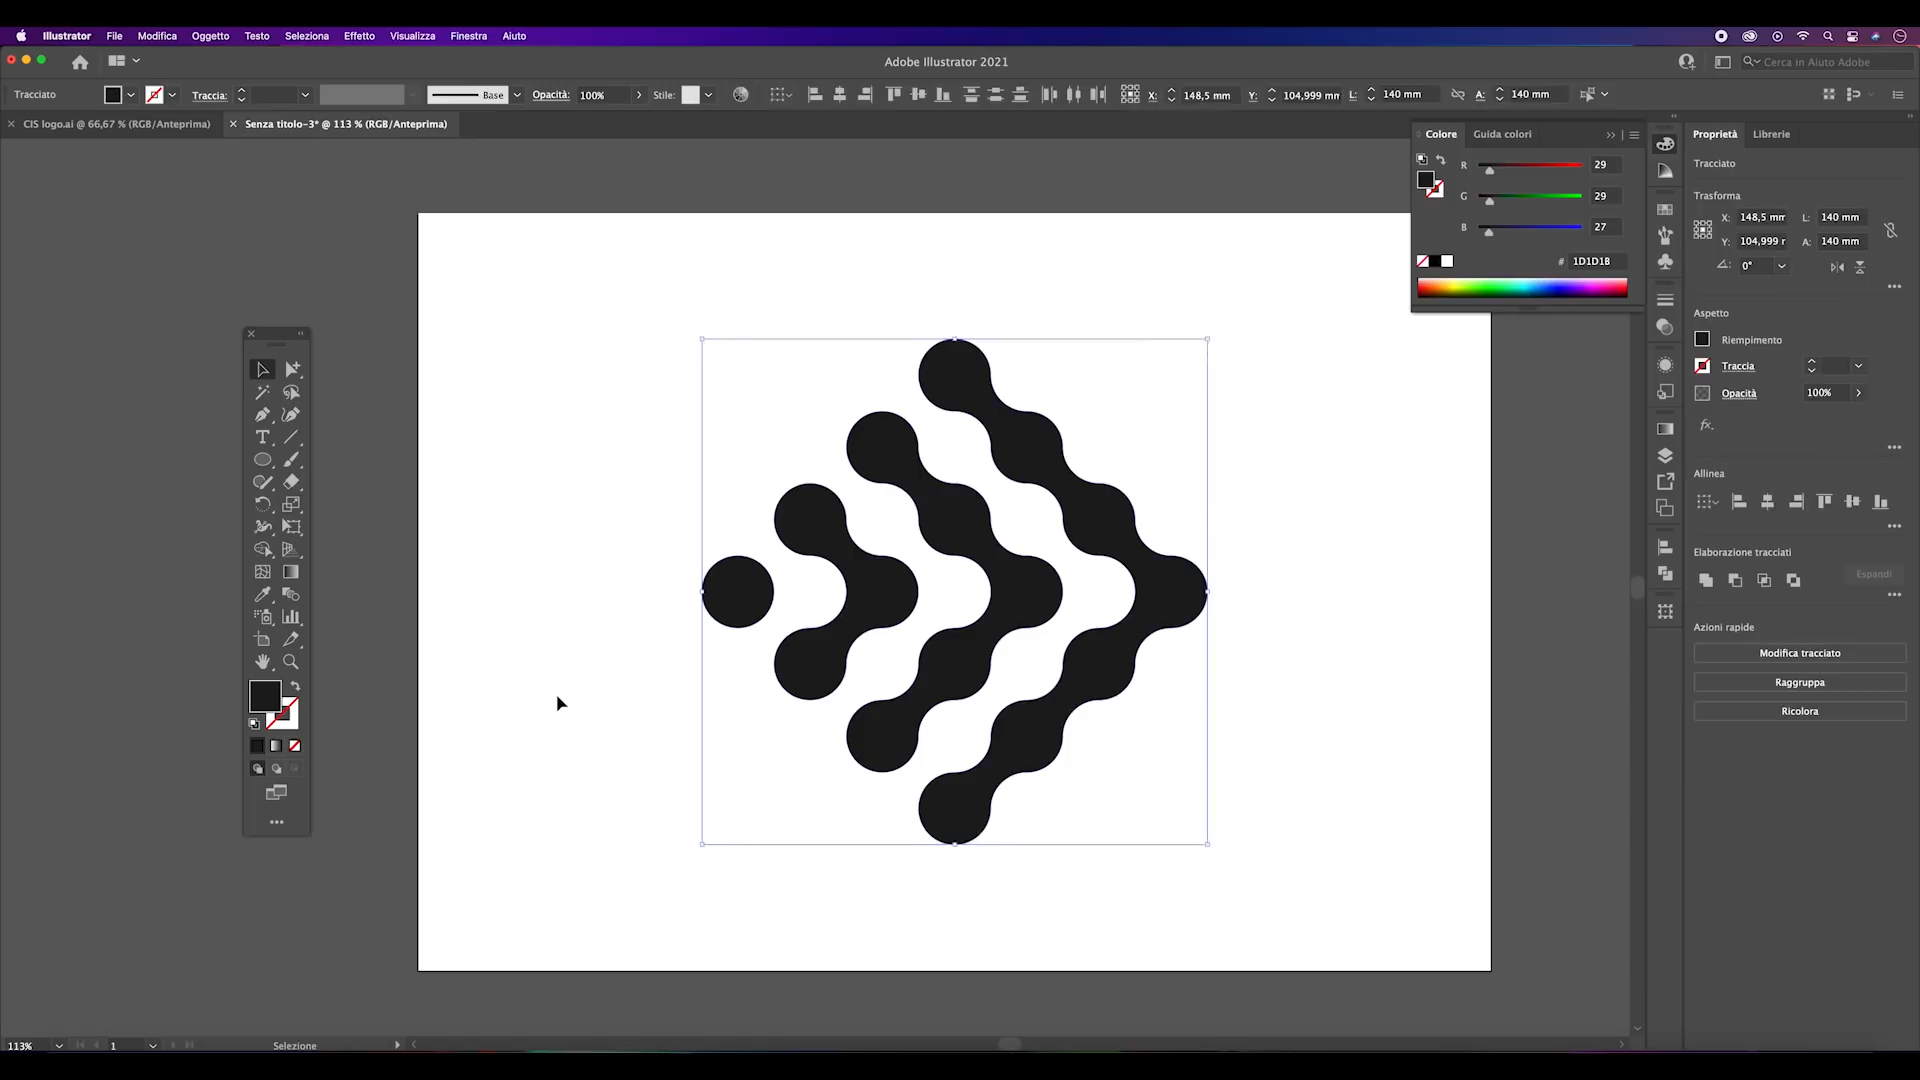 Illustrator File Modifica Oggetto Testo Seleziona Effetto Visualizza Finestra Aiuto
Adobe Illustrator 2021
Cerca in Aiuto Adobe
Tracciato Traccia: Base Opacità: 100% Stile: X: 148,5 mm Y: 104,999 mm L: 140 mm A: 140 mm
CIS logo.ai @ 66,67 % (RGB/Anteprima) Senza titolo-3* @ 113 % (RGB/Anteprima)
Colore Guida colori
R 29
G 29
B 27
# 1D1D1B
Proprietà Librerie
Tracciato
Trasforma
X: 148,5 mm L: 140 mm
Y: 104,999 r A: 140 mm
0°
Aspetto
Riempimento
Traccia
Opacità 100%
fx.
Allinea
Elaborazione tracciati
Espandi
Azioni rapide
Modifica tracciato
Raggruppa
Ricolora
113% 1 Selezione